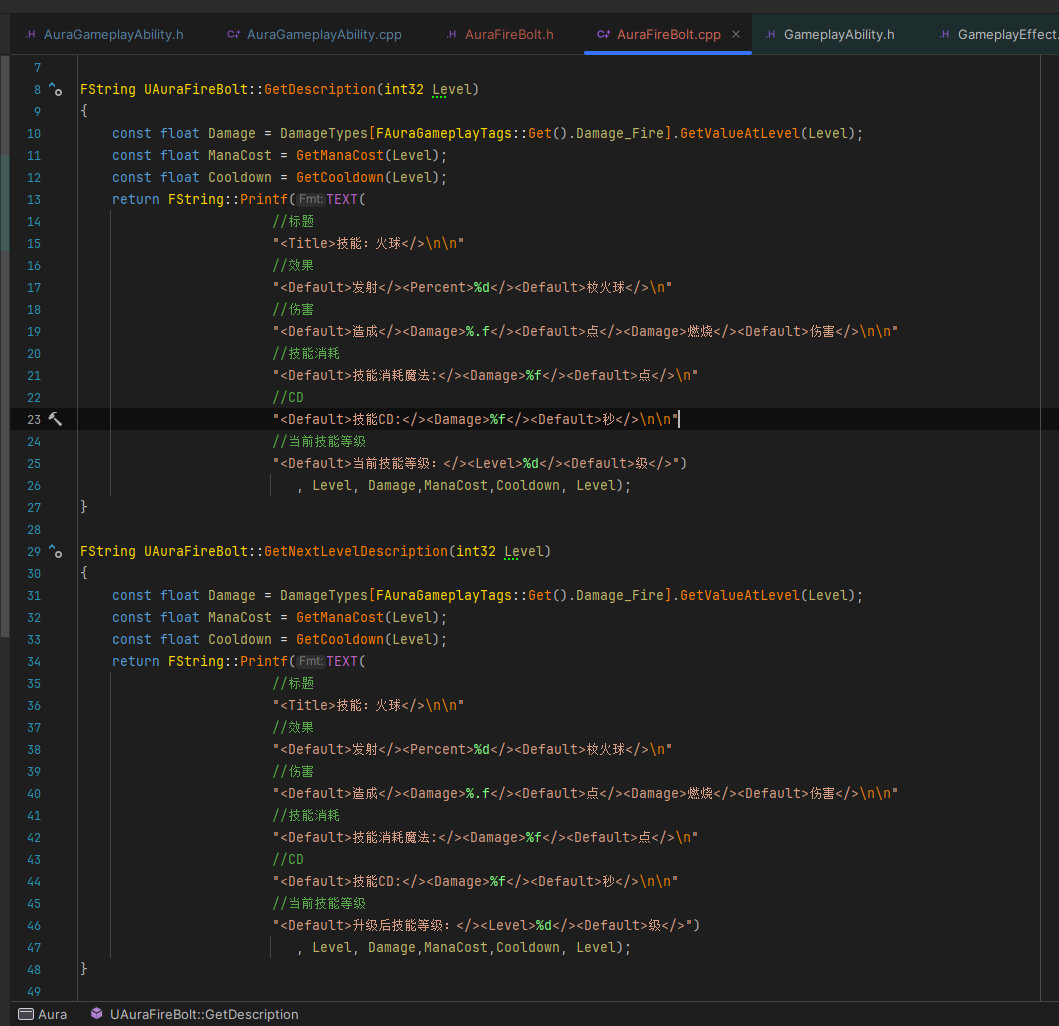 AuraGameplayAbility.h AuraGameplayAbility.cpp AuraFireBolt.h AuraFireBolt.cpp GameplayAbility.h GameplayEffect.
7
8 FString UAuraFireBolt::GetDescription(int32 Level)
9 {
10 const float Damage = DamageTypes[FAuraGameplayTags::Get().Damage_Fire].GetValueAtLevel(Level);
11 const float ManaCost = GetManaCost(Level);
12 const float Cooldown = GetCooldown(Level);
13 return FString::Printf( Fmt: TEXT(
14 //标题
15 "<Title>技能：火球</>\n\n"
16 //效果
17 "<Default>发射</><Percent>%d</><Default>枚火球</>\n"
18 //伤害
19 "<Default>造成</><Damage>%.f</><Default>点</><Damage>燃烧</><Default>伤害</>\n\n"
20 //技能消耗
21 "<Default>技能消耗魔法:</><Damage>%f</><Default>点</>\n"
22 //CD
23 "<Default>技能CD:</><Damage>%f</><Default>秒</>\n\n"
24 //当前技能等级
25 "<Default>当前技能等级：</><Level>%d</><Default>级</>")
26 , Level, Damage,ManaCost,Cooldown, Level);
27 }
28
29 FString UAuraFireBolt::GetNextLevelDescription(int32 Level)
30 {
31 const float Damage = DamageTypes[FAuraGameplayTags::Get().Damage_Fire].GetValueAtLevel(Level);
32 const float ManaCost = GetManaCost(Level);
33 const float Cooldown = GetCooldown(Level);
34 return FString::Printf( Fmt: TEXT(
35 //标题
36 "<Title>技能：火球</>\n\n"
37 //效果
38 "<Default>发射</><Percent>%d</><Default>枚火球</>\n"
39 //伤害
40 "<Default>造成</><Damage>%.f</><Default>点</><Damage>燃烧</><Default>伤害</>\n\n"
41 //技能消耗
42 "<Default>技能消耗魔法:</><Damage>%f</><Default>点</>\n"
43 //CD
44 "<Default>技能CD:</><Damage>%f</><Default>秒</>\n\n"
45 //当前技能等级
46 "<Default>升级后技能等级：</><Level>%d</><Default>级</>")
47 , Level, Damage,ManaCost,Cooldown, Level);
48 }
49
Aura UAuraFireBolt::GetDescription